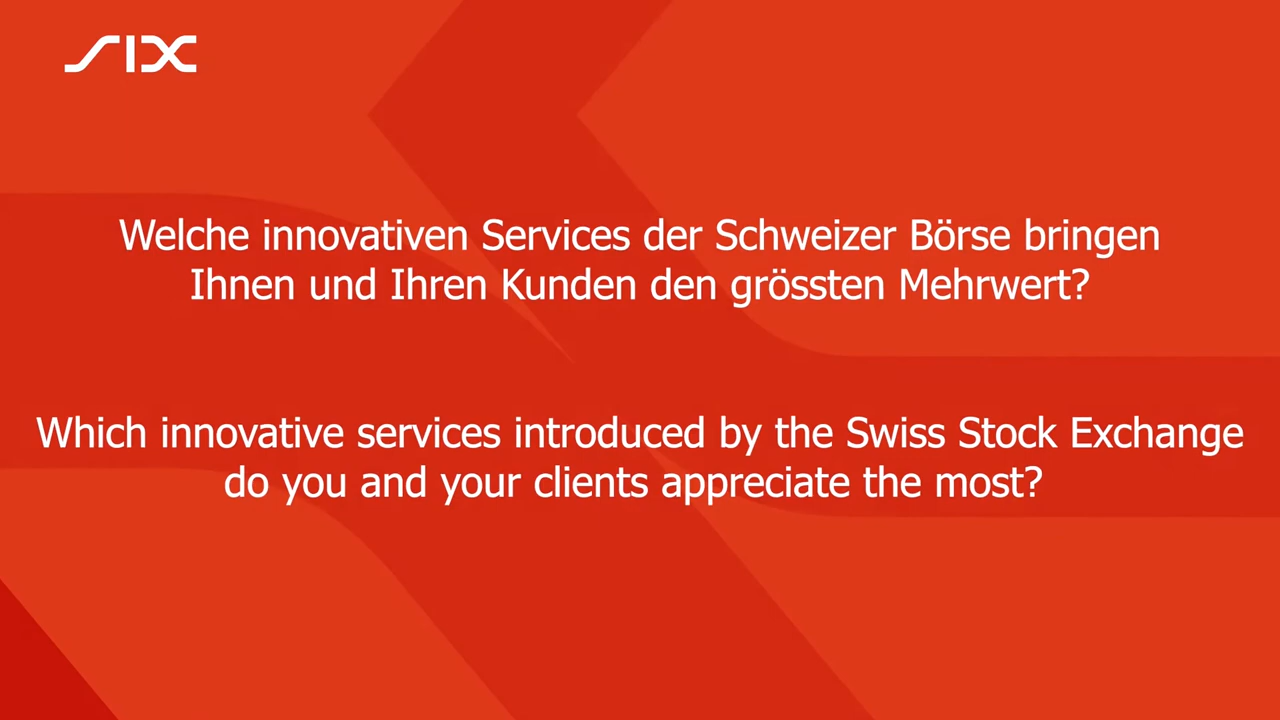 SIX
Welche innovativen Services der Schweizer Börse bringen
Ihnen und Ihren Kunden den grössten Mehrwert?
Which innovative services introduced by the Swiss Stock Exchange
do you and your clients appreciate the most?